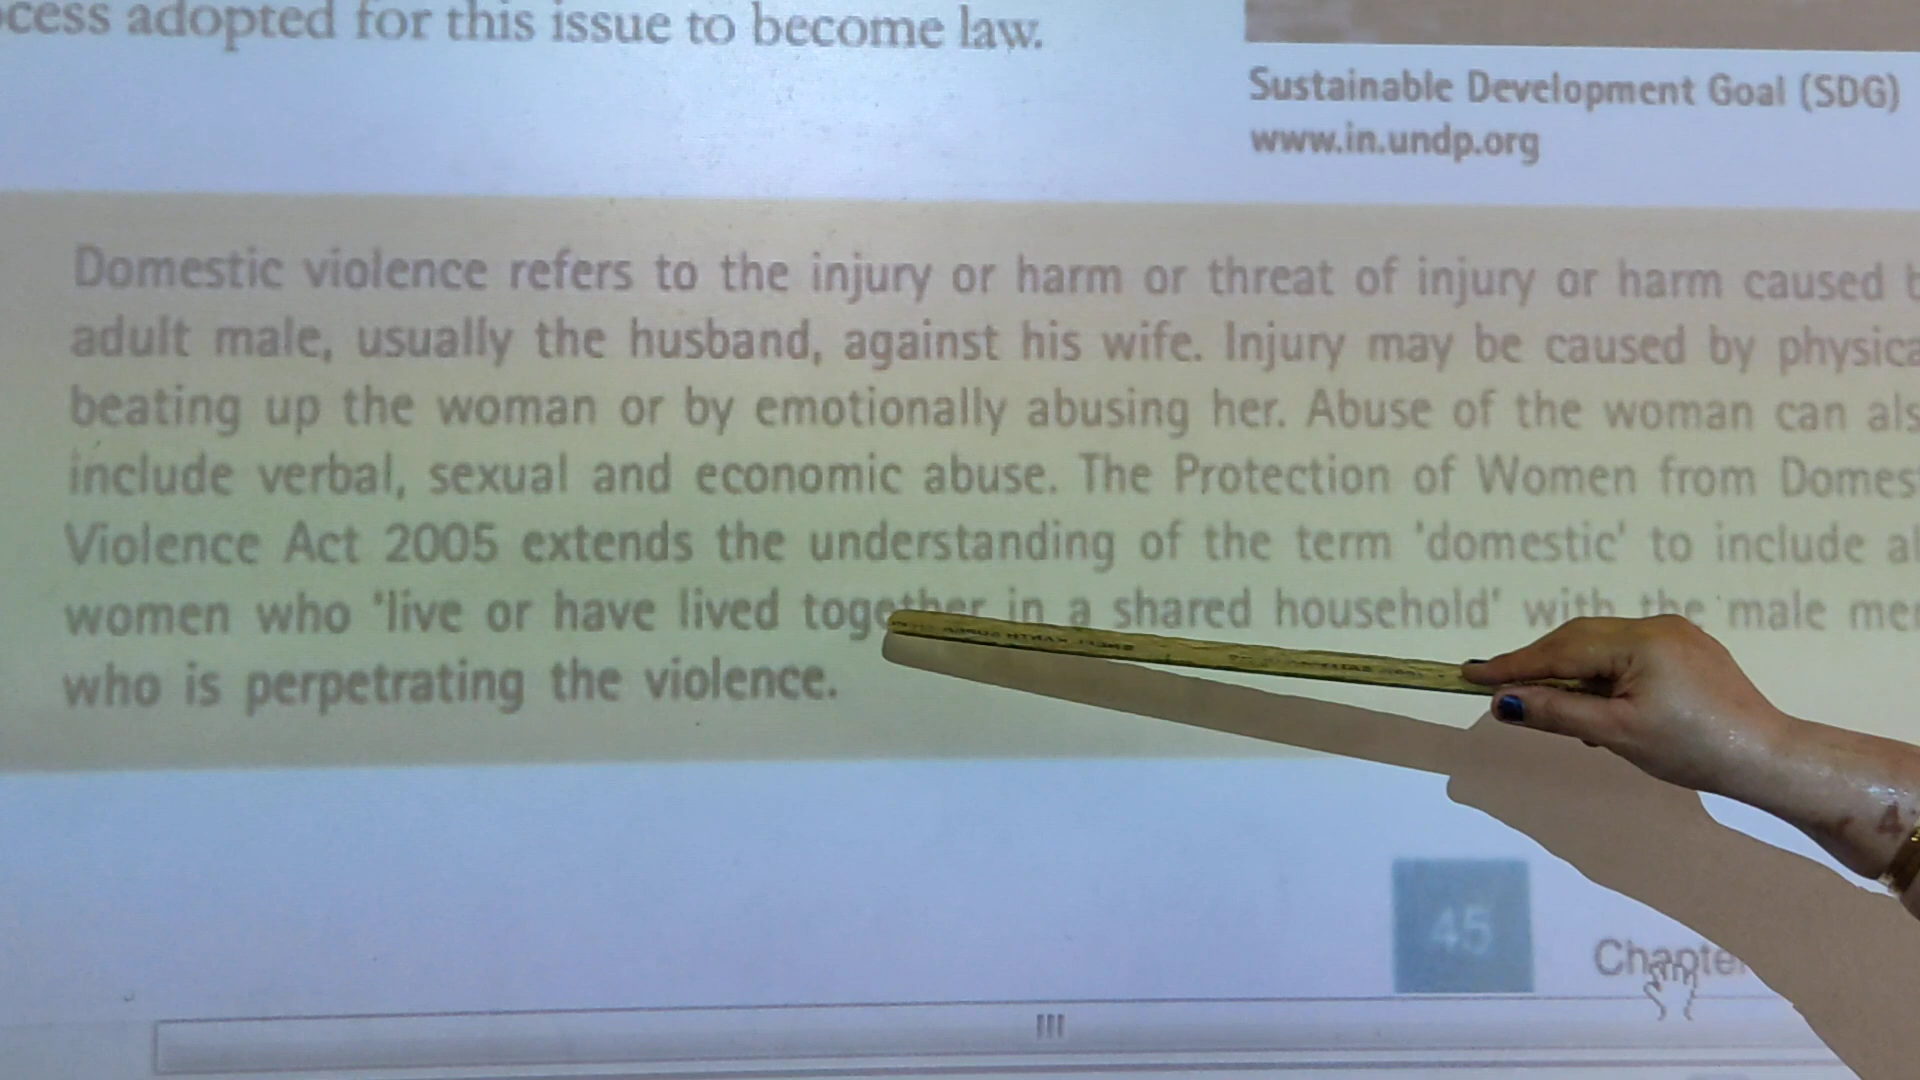 cess adopted for this issue to become law.
Sustainable Development Goal (SDG)
www.in.undp.org
Domestic violence refers to the injury or harm or threat of injury or harm caused
adult male, usually the husband, against his wife. Injury may be caused by physica
beating up the woman or by emotionally abusing her. Abuse of the woman can als
include verbal, sexual and economic abuse. The Protection of Women from Domes
Violence Act 2005 extends the understanding of the term 'domestic' to include al
women who 'live or have lived together in a shared household' with the male mem
who is perpetrating the violence.
45
Chapter